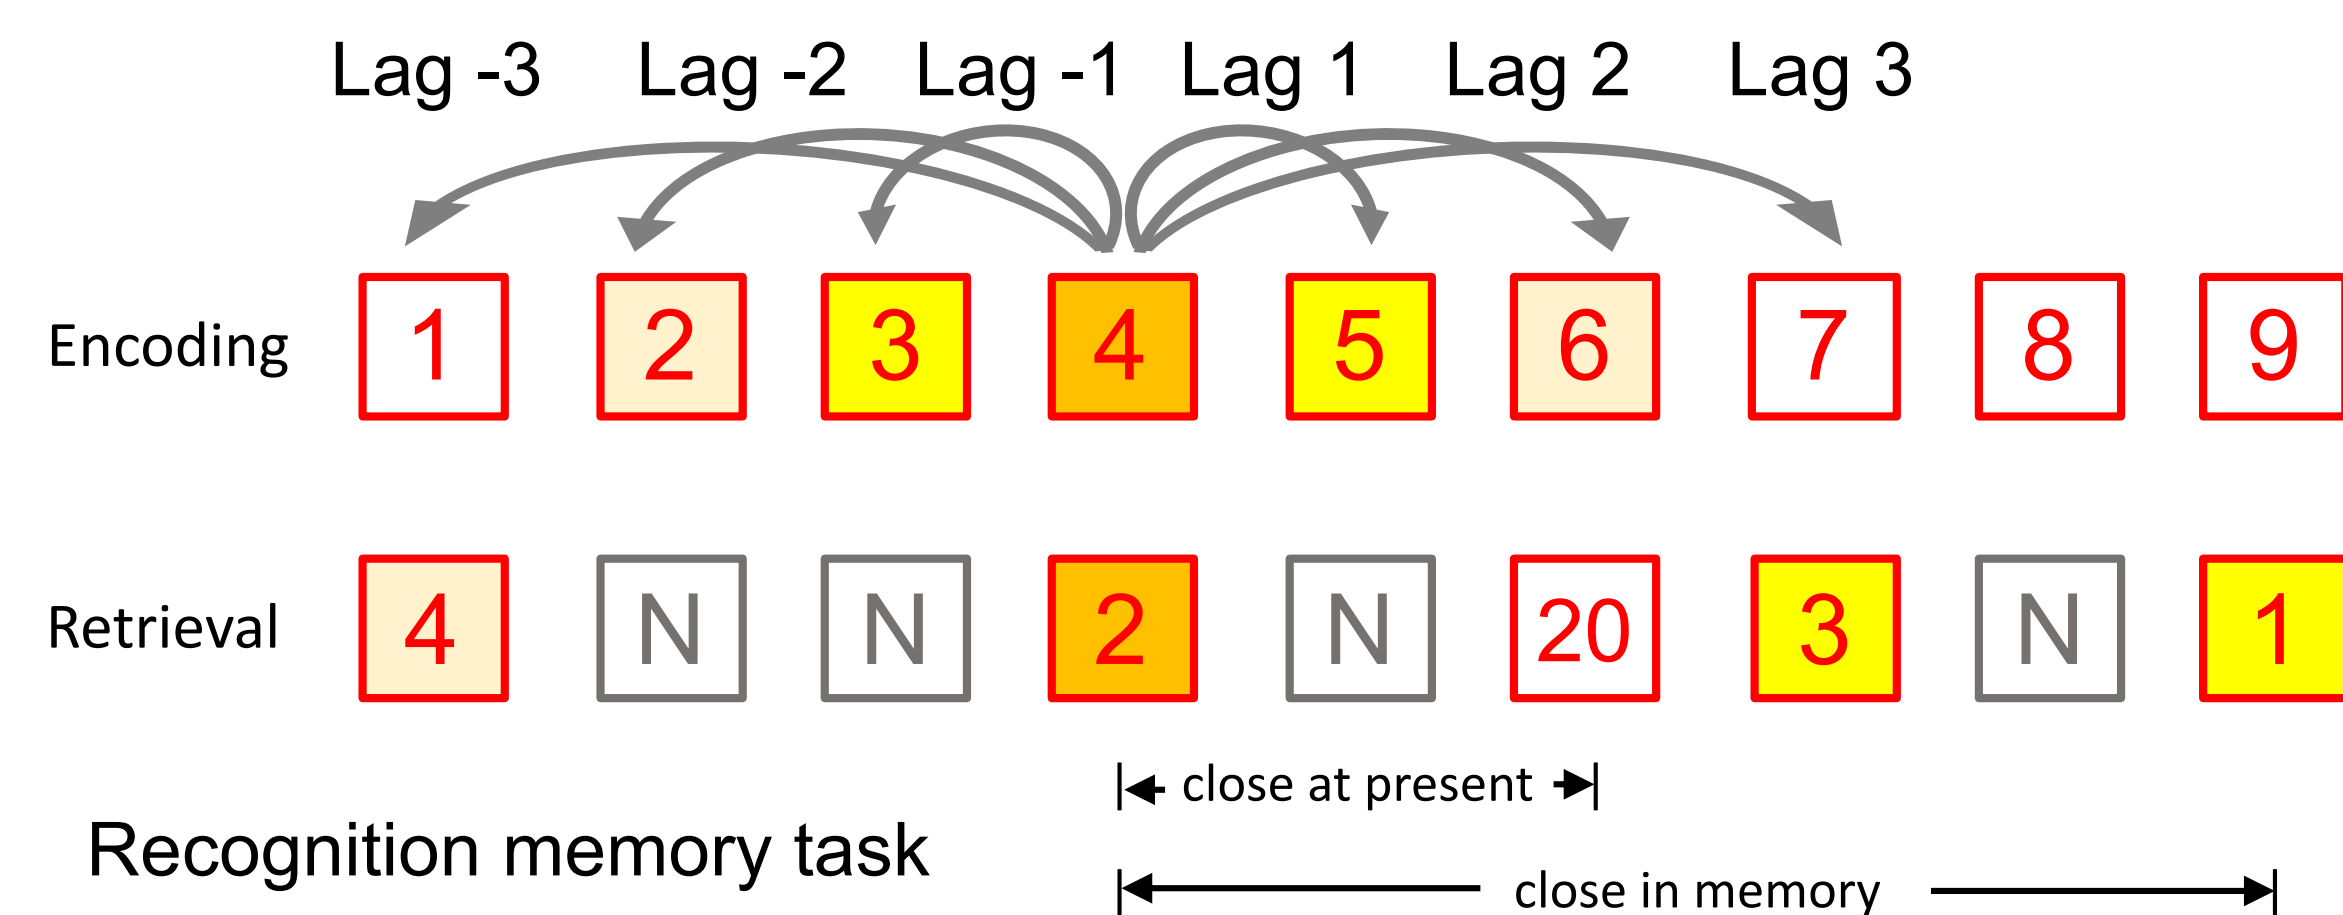 Lag -3 Lag -2 Lag -1 Lag 1 Lag 2 Lag 3
Encoding 1 2 3 4 5 6 7 8 9
Retrieval 4 N N 2 N 20 3 N 1
close at present
Recognition memory task
close in memory